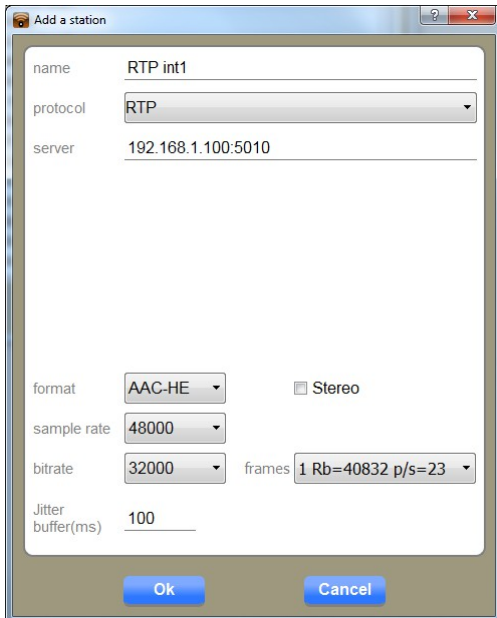 Add a station
?
X
name RTP int1
protocol RTP
server 192.168.1.100:5010
format AAC-HE Stereo
sample rate 48000
bitrate 32000 frames 1 Rb=40832 p/s=23
Jitter
buffer(ms) 100
Ok Cancel